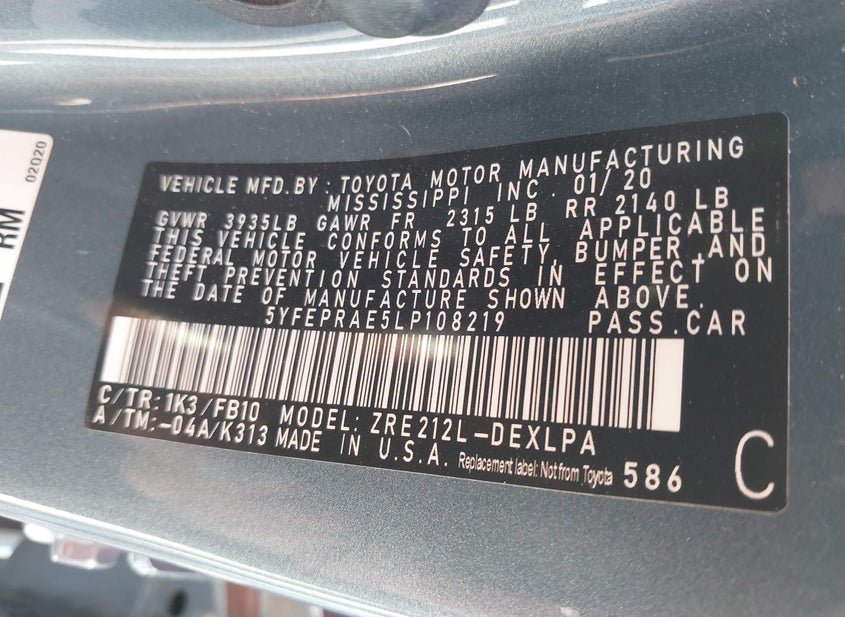 02020
RM
VEHICLE MFD.BY: TOYOTA MOTOR MANUFACTURING
MISSISSIPPI INC. 01/20
GVWR 3935LB GAWR FR 2315 LB RR 2140 LB
THIS VEHICLE CONFORMS TO ALL APPLICABLE
FEDERAL MOTOR VEHICLE SAFETY, BUMPER AND
THEFT PREVENTION STANDARDS IN EFFECT ON
THE DATE OF MANUFACTURE SHOWN ABOVE.
5YFEPRAE5LP108219 PASS.CAR
C/TR: 1K3/FB10 MODEL: ZRE212L-DEXLPA
A/TM:-04A/K313 MADE IN U.S.A. Replacement label: Not from Toyota 586 C